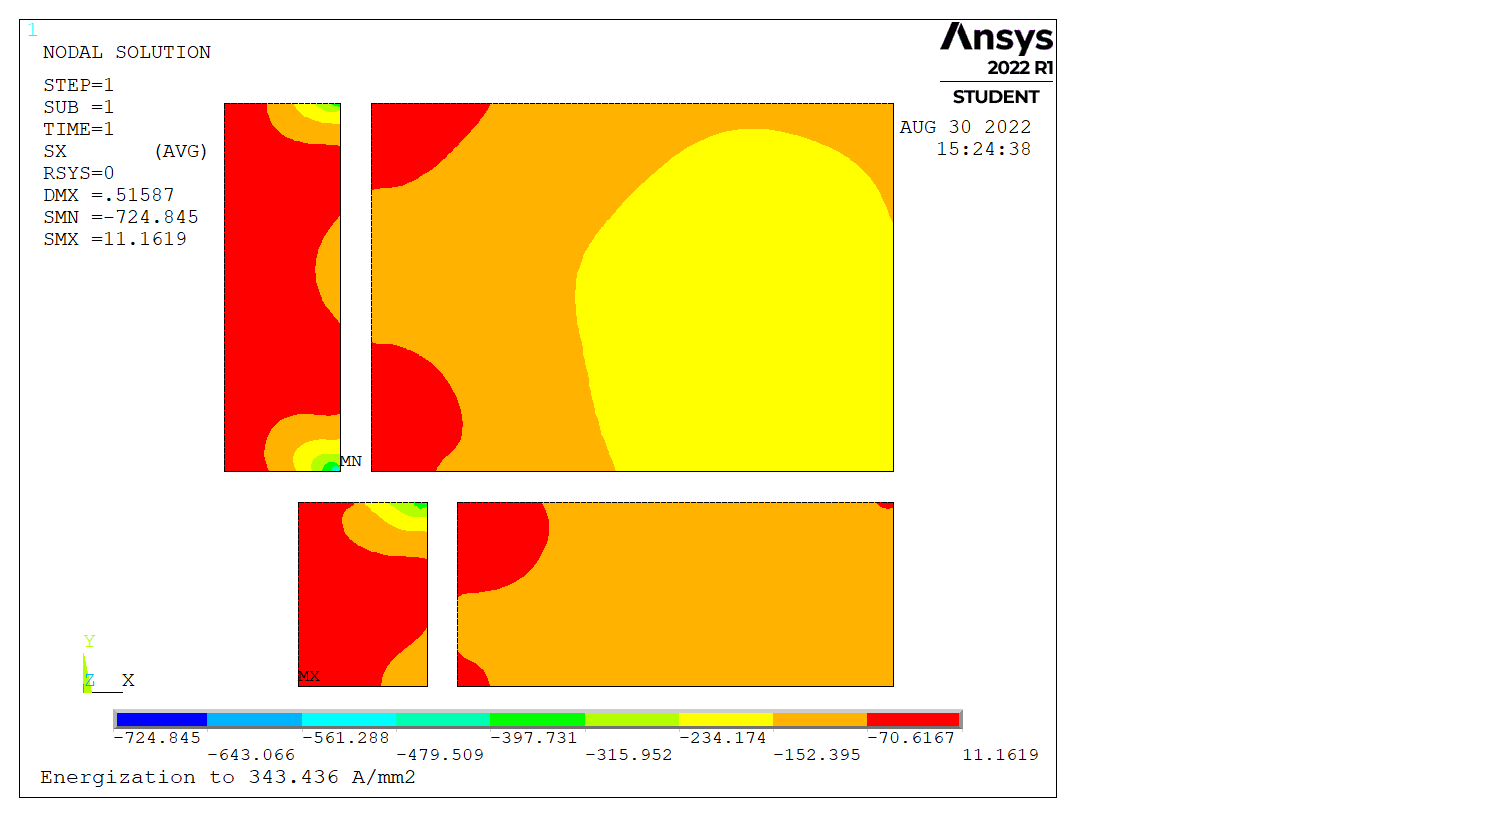 1
NODAL SOLUTION
STEP=1
SUB =1
TIME=1
SX (AVG)
RSYS=0
DMX =.51587
SMN =-724.845
SMX =11.1619
Ansys
2022 R1
STUDENT
AUG 30 2022
15:24:38
MN
MX
Y
Z X
-724.845 -561.288 -397.731 -234.174 -70.6167
-643.066 -479.509 -315.952 -152.395 11.1619
Energization to 343.436 A/mm2